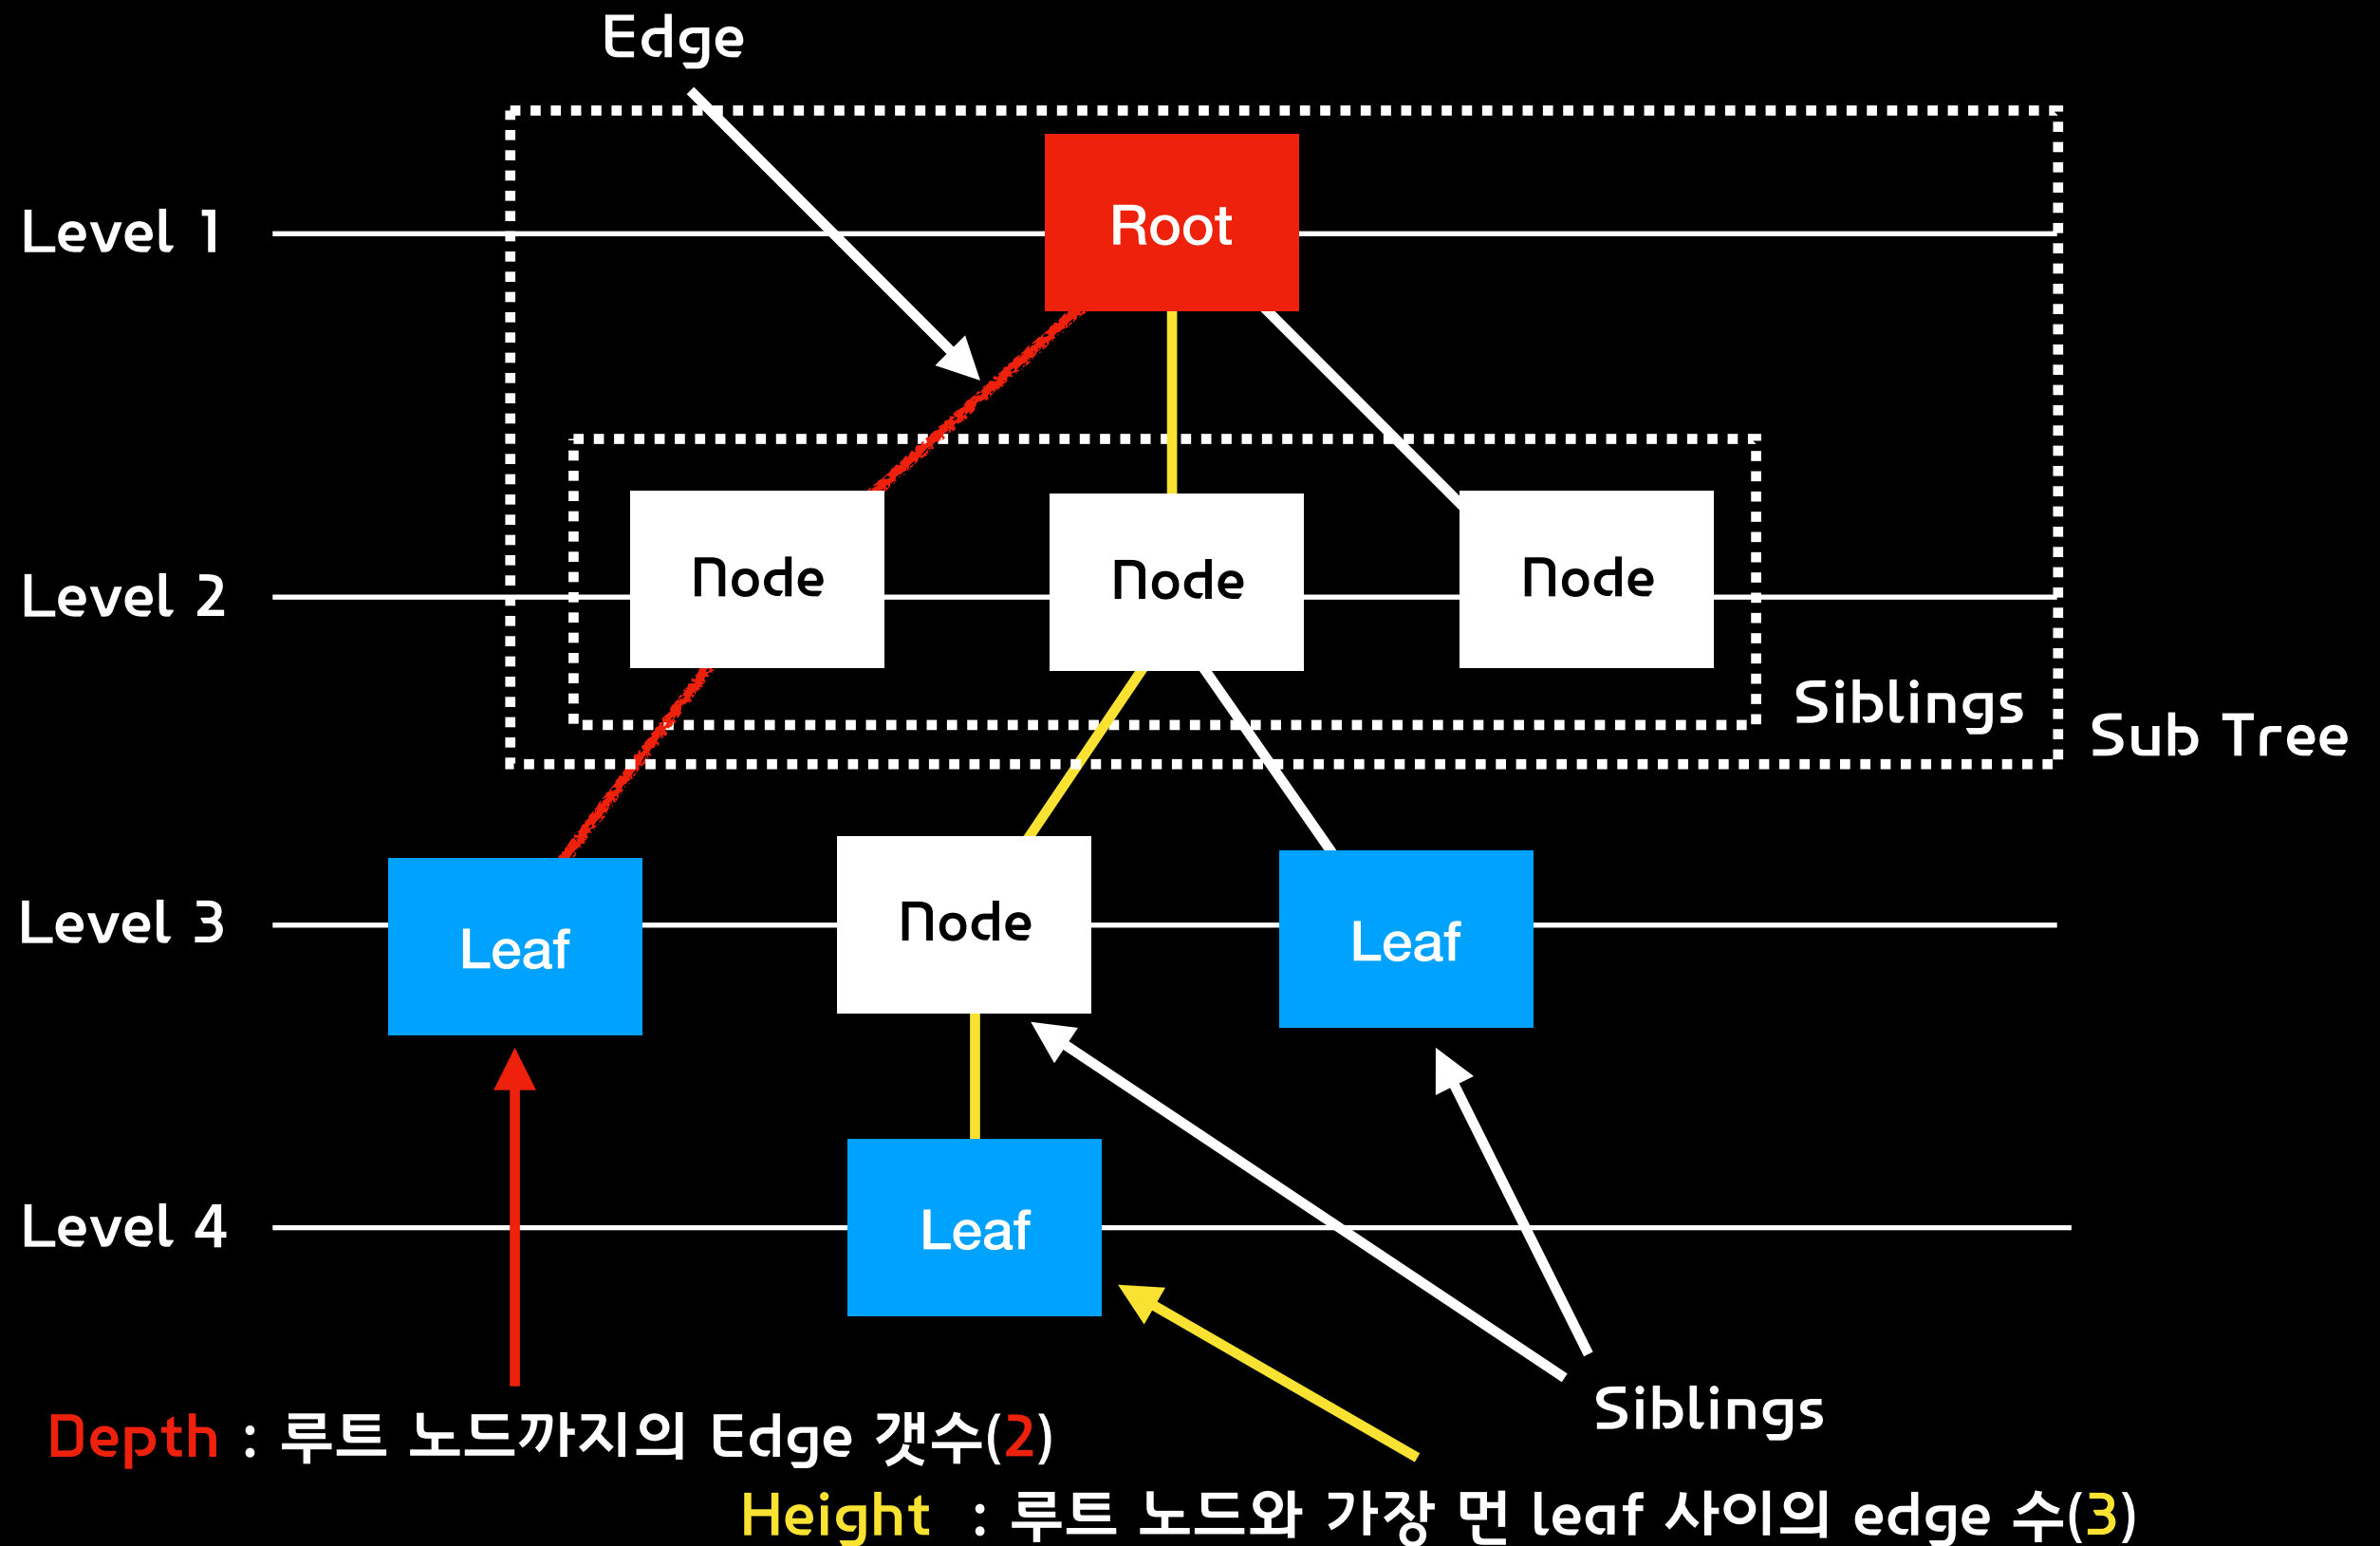 Edge
Level 1
Root
Level 2
Node
Node
Node
Siblings
Sub Tree
Level 3
Leaf
Node
Leaf
Level 4
Leaf
Siblings
Depth : 루트 노드까지의 Edge 갯수(2)
Height : 루트 노드와 가장 먼 leaf 사이의 edge 수(3)